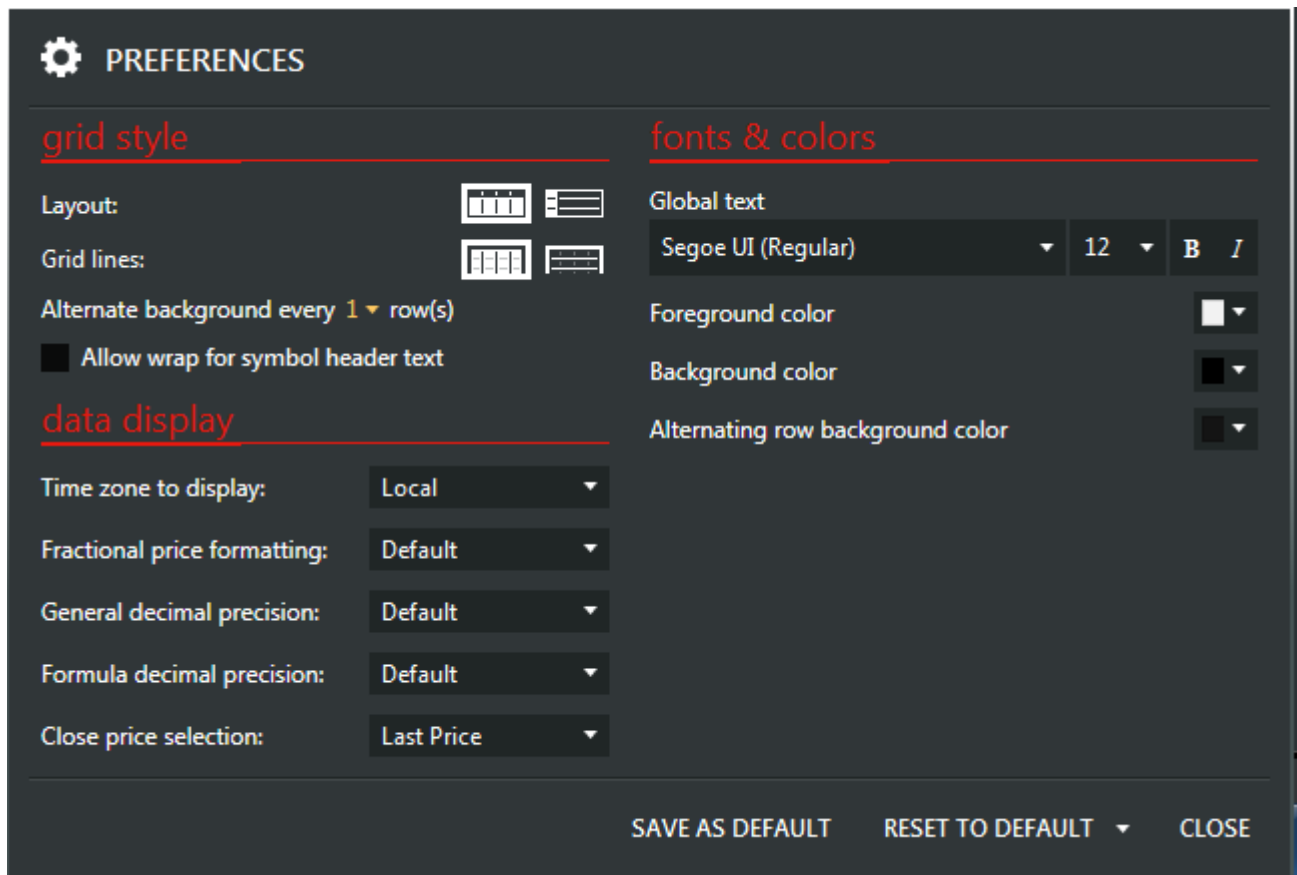 PREFERENCES
grid style
Layout:
Grid lines:
Alternate background every 1 row(s)
Allow wrap for symbol header text
data display
Time zone to display: Local
Fractional price formatting: Default
General decimal precision: Default
Formula decimal precision: Default
Close price selection: Last Price
fonts & colors
Global text
Segoe UI (Regular) 12 B I
Foreground color
Background color
Alternating row background color
SAVE AS DEFAULT RESET TO DEFAULT CLOSE